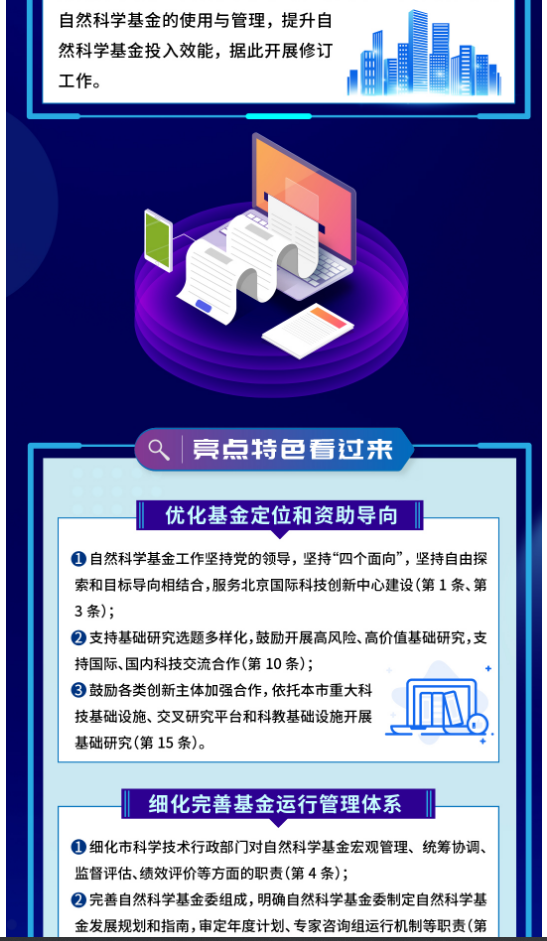 自然科学基金的使用与管理，提升自
然科学基金投入效能，据此开展修订
工作。
亮点特色看过来
优化基金定位和资助导向
❶自然科学基金工作坚持党的领导，坚持“四个面向”，坚持自由探
索和目标导向相结合，服务北京国际科技创新中心建设（第 1 条、第
3 条）；
❷支持基础研究选题多样化，鼓励开展高风险、高价值基础研究，支
持国际、国内科技交流合作（第 10 条）；
❸鼓励各类创新主体加强合作，依托本市重大科
技基础设施、交叉研究平台和科教基础设施开展
基础研究（第 15 条）。
细化完善基金运行管理体系
❶细化市科学技术行政部门对自然科学基金宏观管理、统筹协调、
监督评估、绩效评价等方面的职责（第 4 条）；
❷完善自然科学基金委组成，明确自然科学基金委制定自然科学基
金发展规划和指南，审定年度计划、专家咨询组运行机制等职责（第